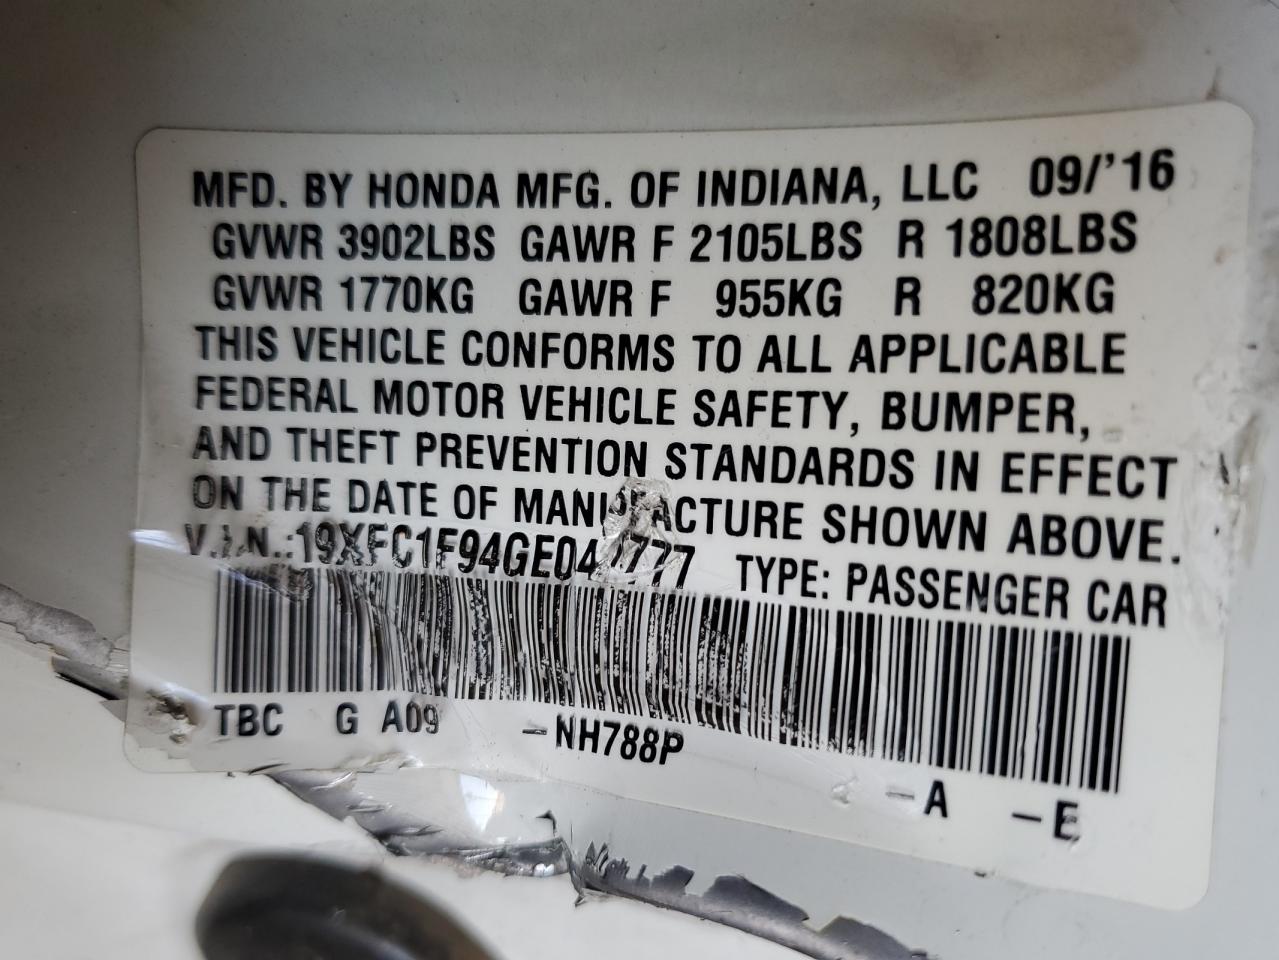 MFD. BY HONDA MFG. OF INDIANA, LLC 09/'16
GVWR 3902LBS GAWR F 2105LBS R 1808LBS
GVWR 1770KG GAWR F 955KG R 820KG
THIS VEHICLE CONFORMS TO ALL APPLICABLE
FEDERAL MOTOR VEHICLE SAFETY, BUMPER,
AND THEFT PREVENTION STANDARDS IN EFFECT
ON THE DATE OF MANUFACTURE SHOWN ABOVE.
V.I.N.: TYPE: PASSENGER CAR
TBC G A09 -NH788P -A -E